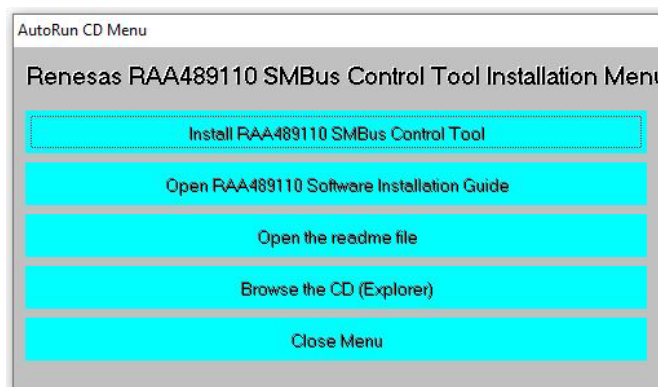 AutoRun CD Menu
Renesas RAA489110 SMBus Control Tool Installation Menu
Install RAA489110 SMBus Control Tool
Open RAA489110 Software Installation Guide
Open the readme file
Browse the CD (Explorer)
Close Menu